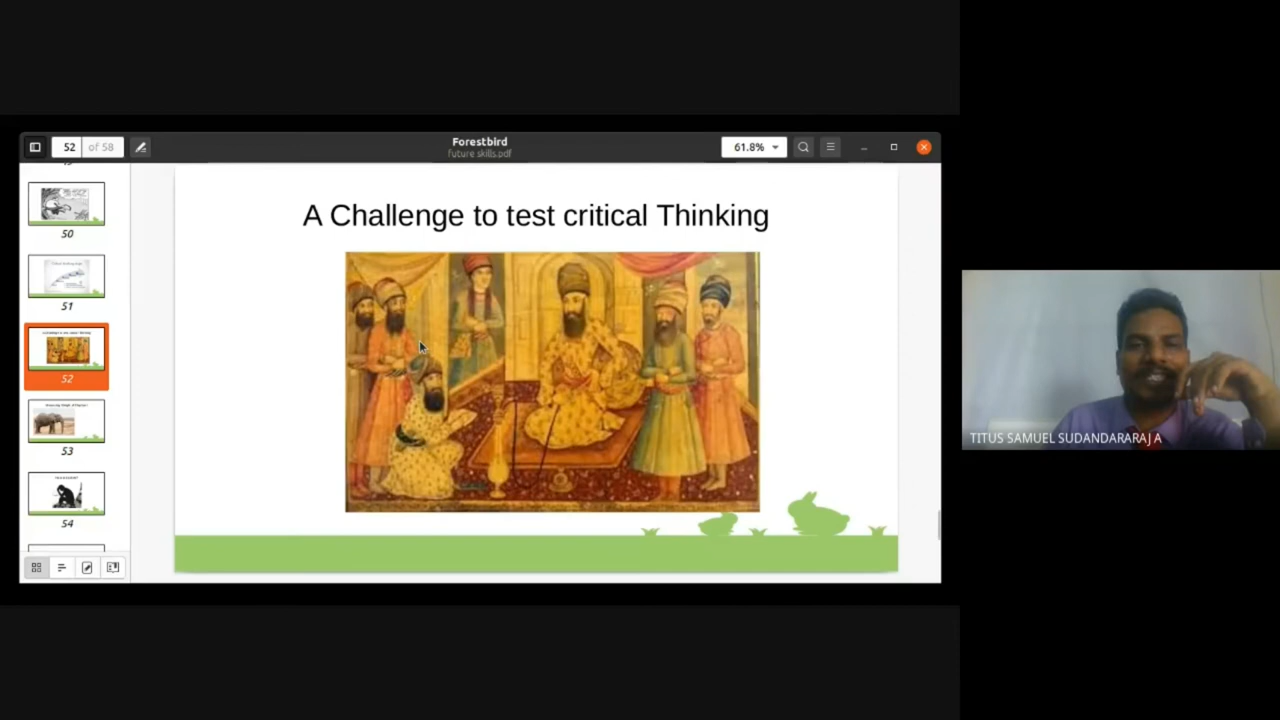 52 of 58
Forestbird
future skills.pdf
61.8%
50
51
52
53
54
A Challenge to test critical Thinking
TITUS SAMUEL SUDANDARARAJ A